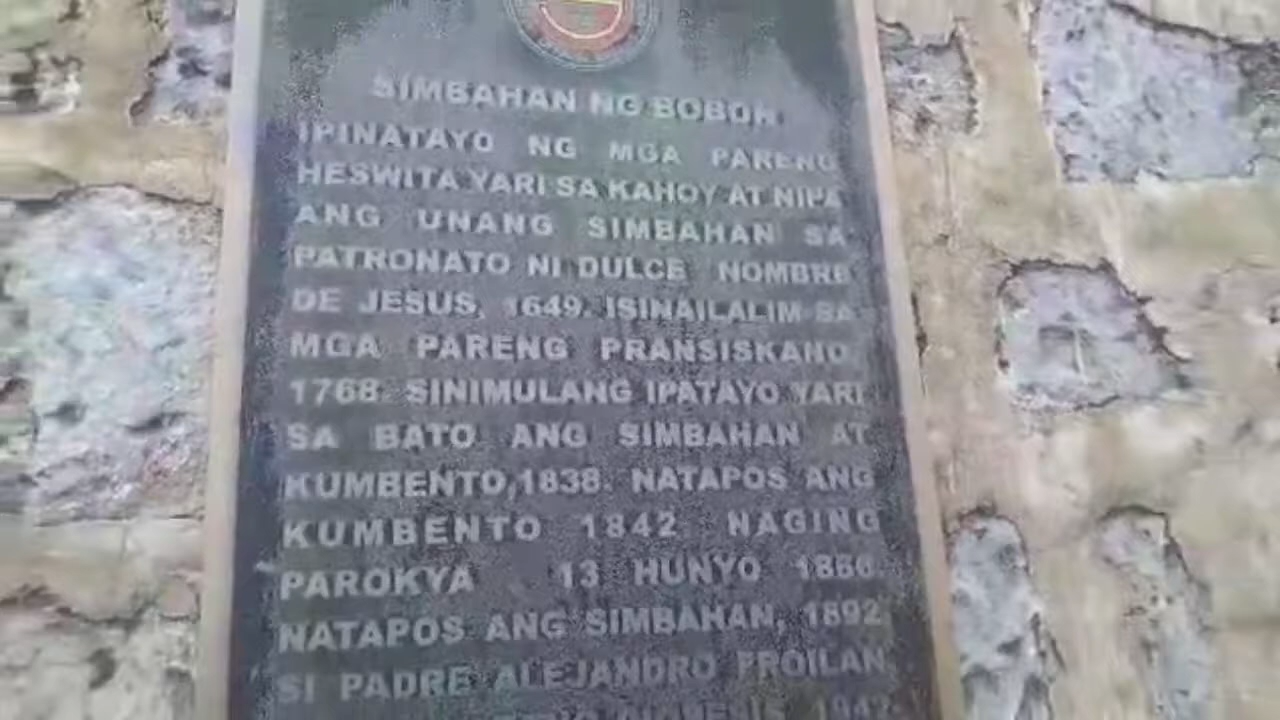 SIMBAHAN NG BOBON
IPINATAYO NG MGA PARENG
HESWITA YARI SA KAHOY AT NIPA
ANG UNANG SIMBAHAN SA
PATRONATO NI DULCE NOMBRE
DE JESUS, 1649. ISINAILALIM SA
MGA PARENG PRANSISKANO,
1768. SINIMULANG IPATAYO YARI
SA BATO ANG SIMBAHAN AT
KUMBENTO, 1838. NATAPOS ANG
KUMBENTO 1842 NAGING
PAROKYA 13 HUNYO
NATAPOS ANG SIMBAHAN, 1892
SI PADRE ALEJANDRO FROILAN